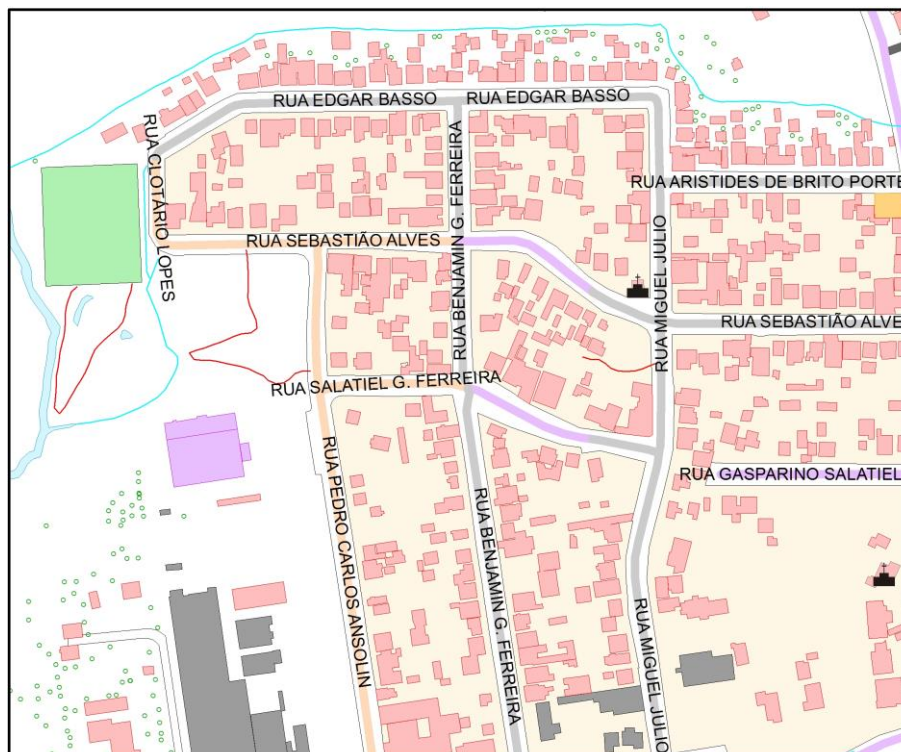 RUA EDGAR BASSO
RUA EDGAR BASSO
RUA CLOTÁRIO LOPES
RUA BENJAMIN G. FERREIRA
RUA ARISTIDES DE BRITO PORTE
RUA SEBASTIÃO ALVES
RUA MIGUEL JULIO
RUA SEBASTIÃO ALVE
RUA SALATIEL G. FERREIRA
RUA PEDRO CARLOS ANSOLIN
RUA GASPARINO SALATIEL
RUA BENJAMIN G. FERREIRA
RUA MIGUEL JULIO